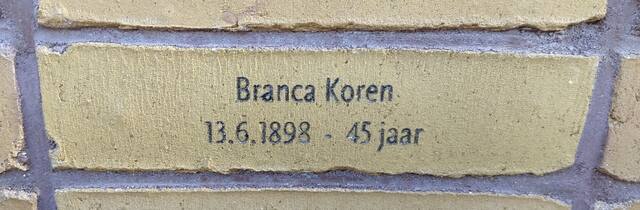 Branca Koren
13.6.1898 - 45 jaar